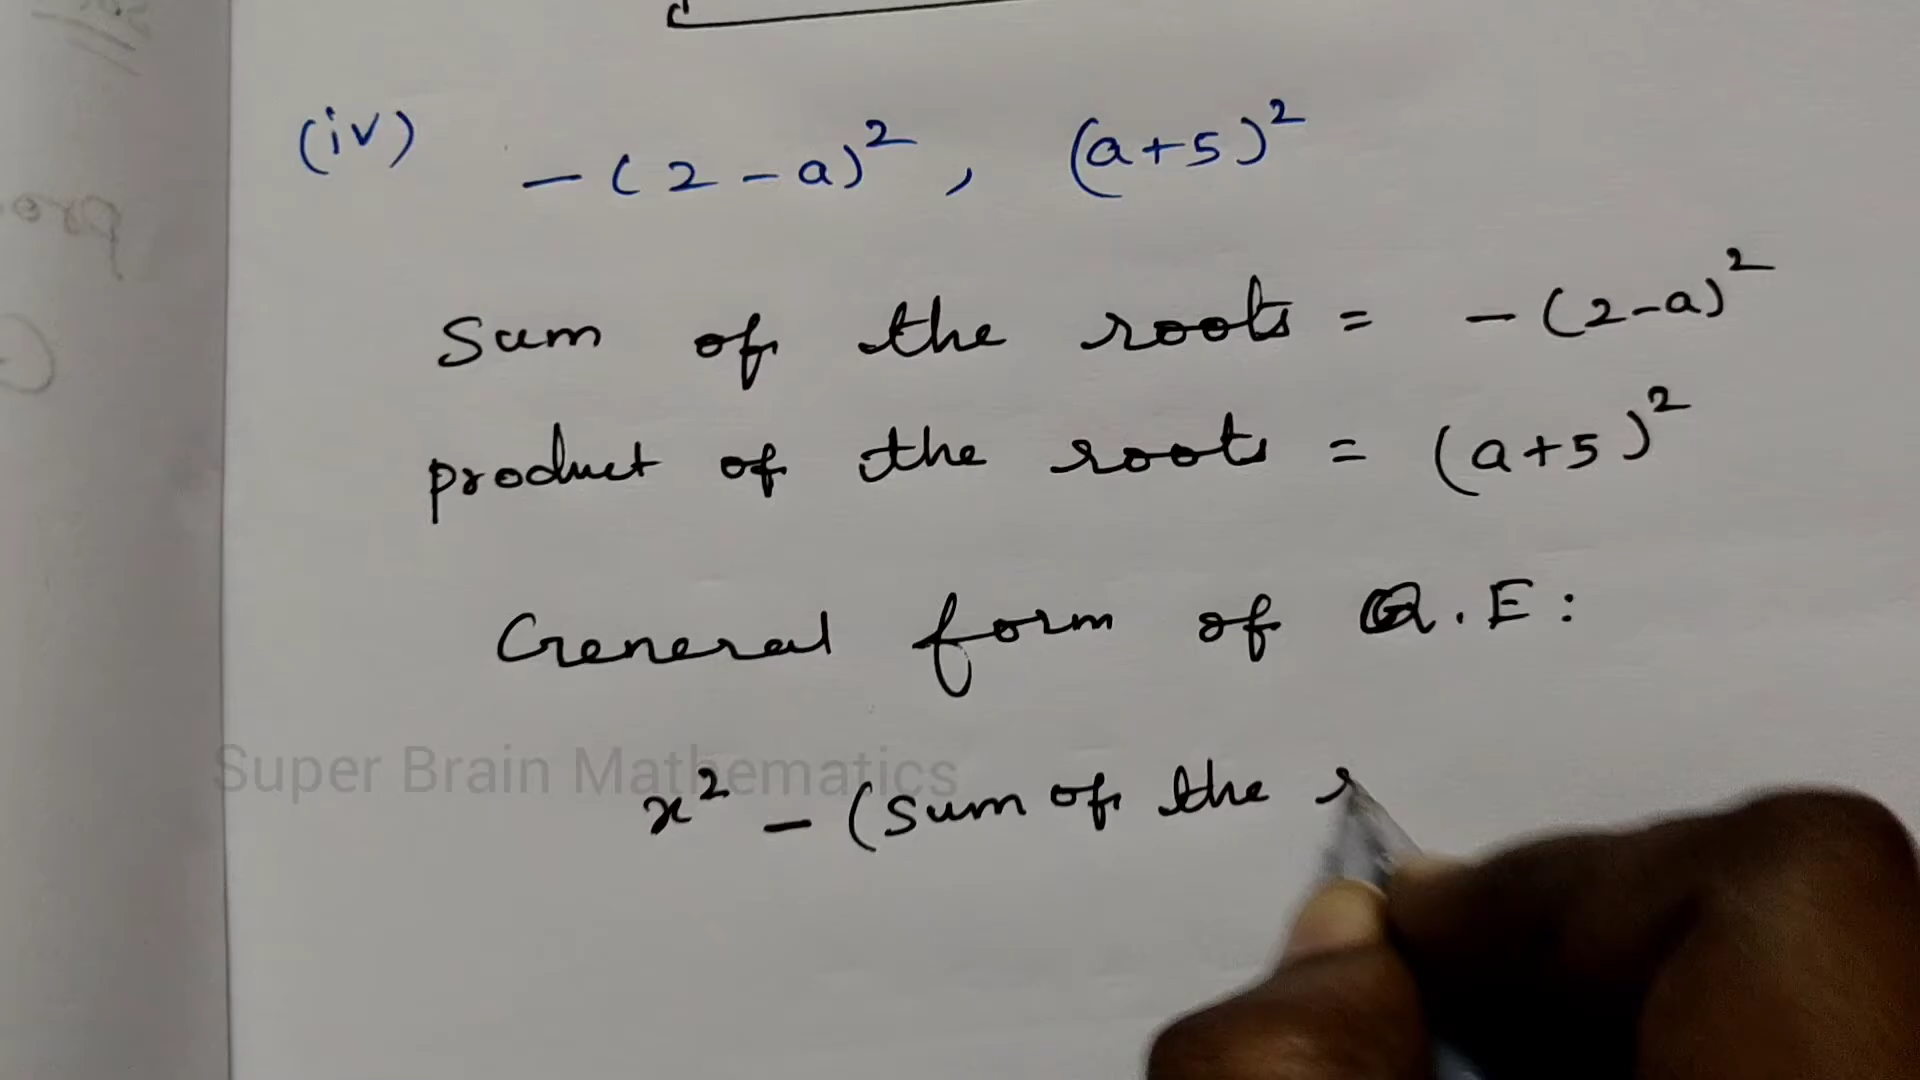 (iv) -(2-a)², (a+5)²
Sum of the roots = -(2-a)²
product of the roots = (a+5)²
General form of Q.E:
Super Brain Mathematics
x² - (Sum of the r